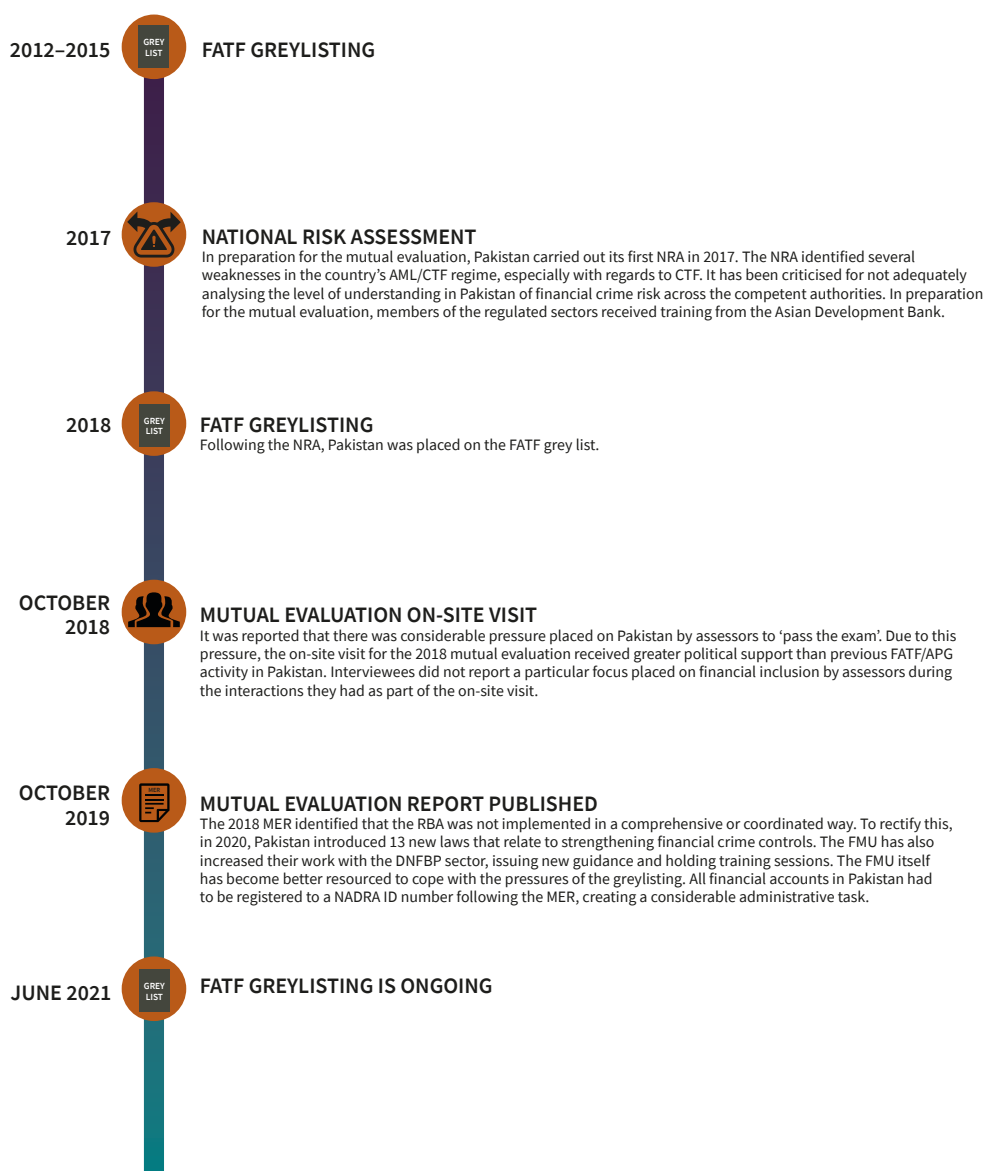 2012–2015
GREY
LIST
FATF GREYLISTING
2017
NATIONAL RISK ASSESSMENT
In preparation for the mutual evaluation, Pakistan carried out its first NRA in 2017. The NRA identified several
weaknesses in the country’s AML/CTF regime, especially with regards to CTF. It has been criticised for not adequately
analysing the level of understanding in Pakistan of financial crime risk across the competent authorities. In preparation
for the mutual evaluation, members of the regulated sectors received training from the Asian Development Bank.
2018
GREY
LIST
FATF GREYLISTING
Following the NRA, Pakistan was placed on the FATF grey list.
OCTOBER
2018
MUTUAL EVALUATION ON-SITE VISIT
It was reported that there was considerable pressure placed on Pakistan by assessors to ‘pass the exam’. Due to this
pressure, the on-site visit for the 2018 mutual evaluation received greater political support than previous FATF/APG
activity in Pakistan. Interviewees did not report a particular focus placed on financial inclusion by assessors during
the interactions they had as part of the on-site visit.
OCTOBER
2019
MER
MUTUAL EVALUATION REPORT PUBLISHED
The 2018 MER identified that the RBA was not implemented in a comprehensive or coordinated way. To rectify this,
in 2020, Pakistan introduced 13 new laws that relate to strengthening financial crime controls. The FMU has also
increased their work with the DNFBP sector, issuing new guidance and holding training sessions. The FMU itself
has become better resourced to cope with the pressures of the greylisting. All financial accounts in Pakistan had
to be registered to a NADRA ID number following the MER, creating a considerable administrative task.
JUNE 2021
GREY
LIST
FATF GREYLISTING IS ONGOING